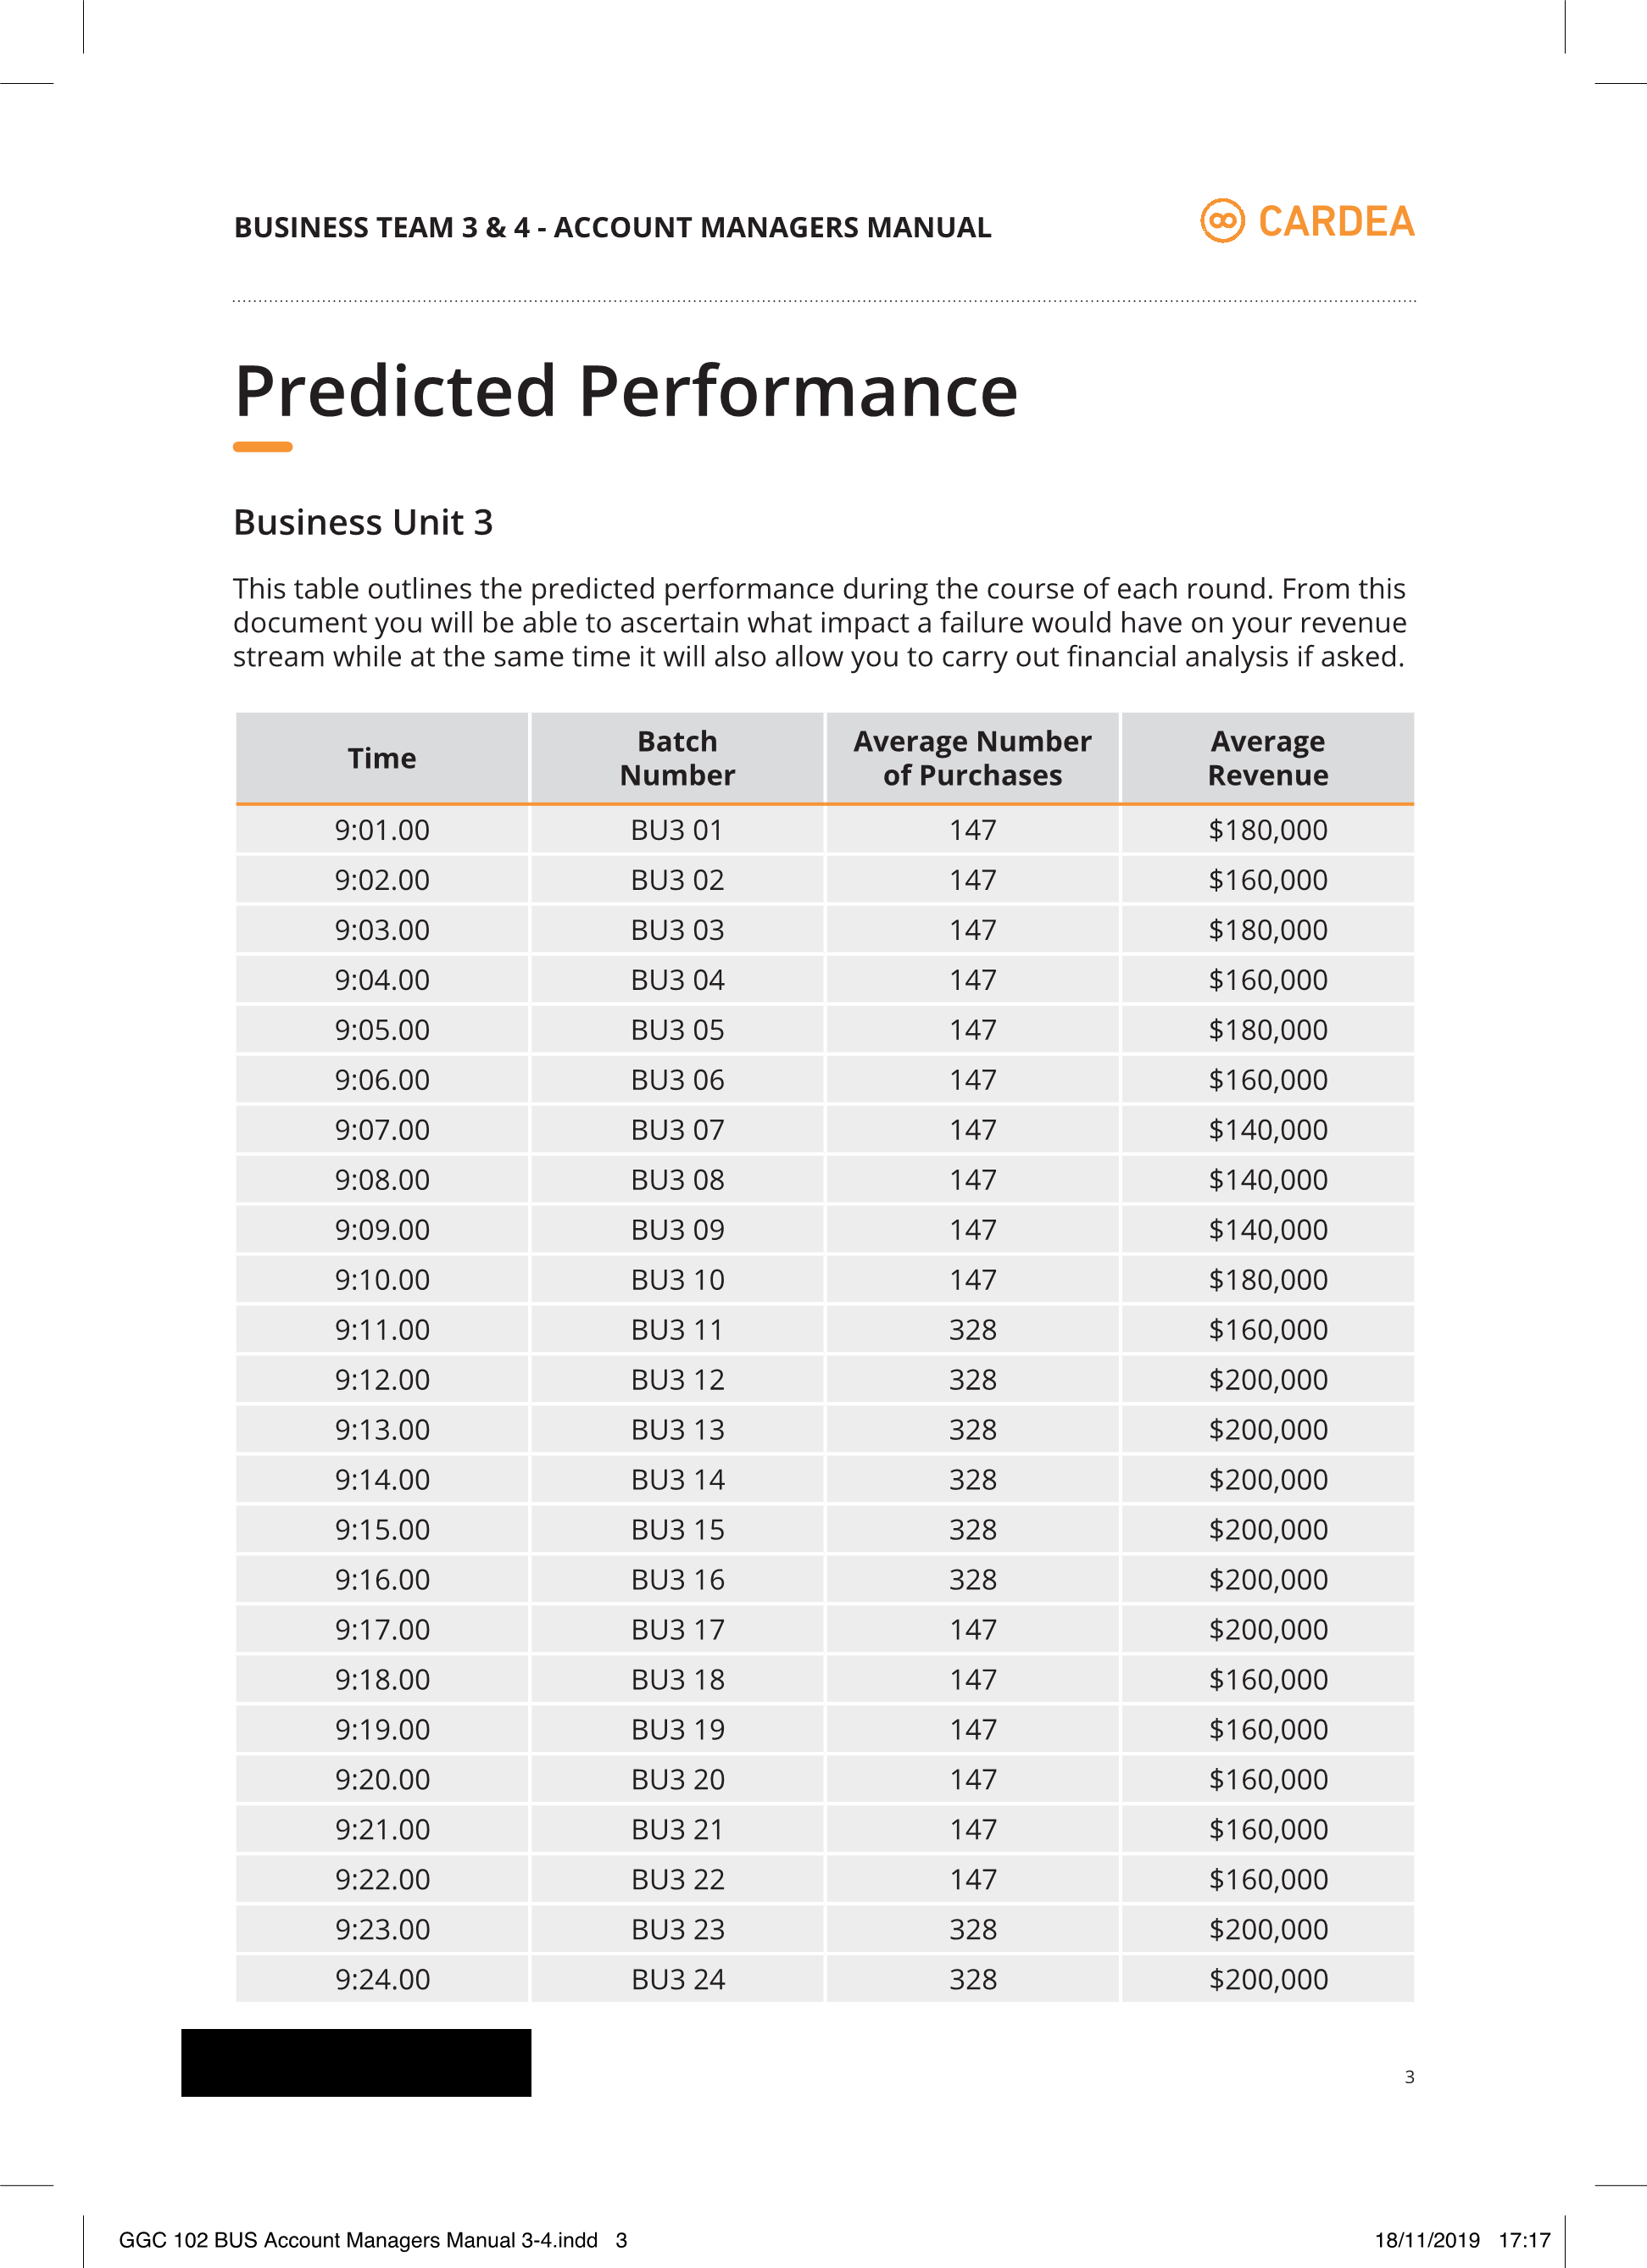 BUSINESS TEAM 3 & 4 - ACCOUNT MANAGERS MANUAL
CARDEA
Predicted Performance
Business Unit 3
This table outlines the predicted performance during the course of each round. From this
document you will be able to ascertain what impact a failure would have on your revenue
stream while at the same time it will also allow you to carry out financial analysis if asked.
Time Batch Number Average Number of Purchases Average Revenue
9:01.00 BU3 01 147 $180,000
9:02.00 BU3 02 147 $160,000
9:03.00 BU3 03 147 $180,000
9:04.00 BU3 04 147 $160,000
9:05.00 BU3 05 147 $180,000
9:06.00 BU3 06 147 $160,000
9:07.00 BU3 07 147 $140,000
9:08.00 BU3 08 147 $140,000
9:09.00 BU3 09 147 $140,000
9:10.00 BU3 10 147 $180,000
9:11.00 BU3 11 328 $160,000
9:12.00 BU3 12 328 $200,000
9:13.00 BU3 13 328 $200,000
9:14.00 BU3 14 328 $200,000
9:15.00 BU3 15 328 $200,000
9:16.00 BU3 16 328 $200,000
9:17.00 BU3 17 147 $200,000
9:18.00 BU3 18 147 $160,000
9:19.00 BU3 19 147 $160,000
9:20.00 BU3 20 147 $160,000
9:21.00 BU3 21 147 $160,000
9:22.00 BU3 22 147 $160,000
9:23.00 BU3 23 328 $200,000
9:24.00 BU3 24 328 $200,000
3
GGC 102 BUS Account Managers Manual 3-4.indd 3
18/11/2019 17:17